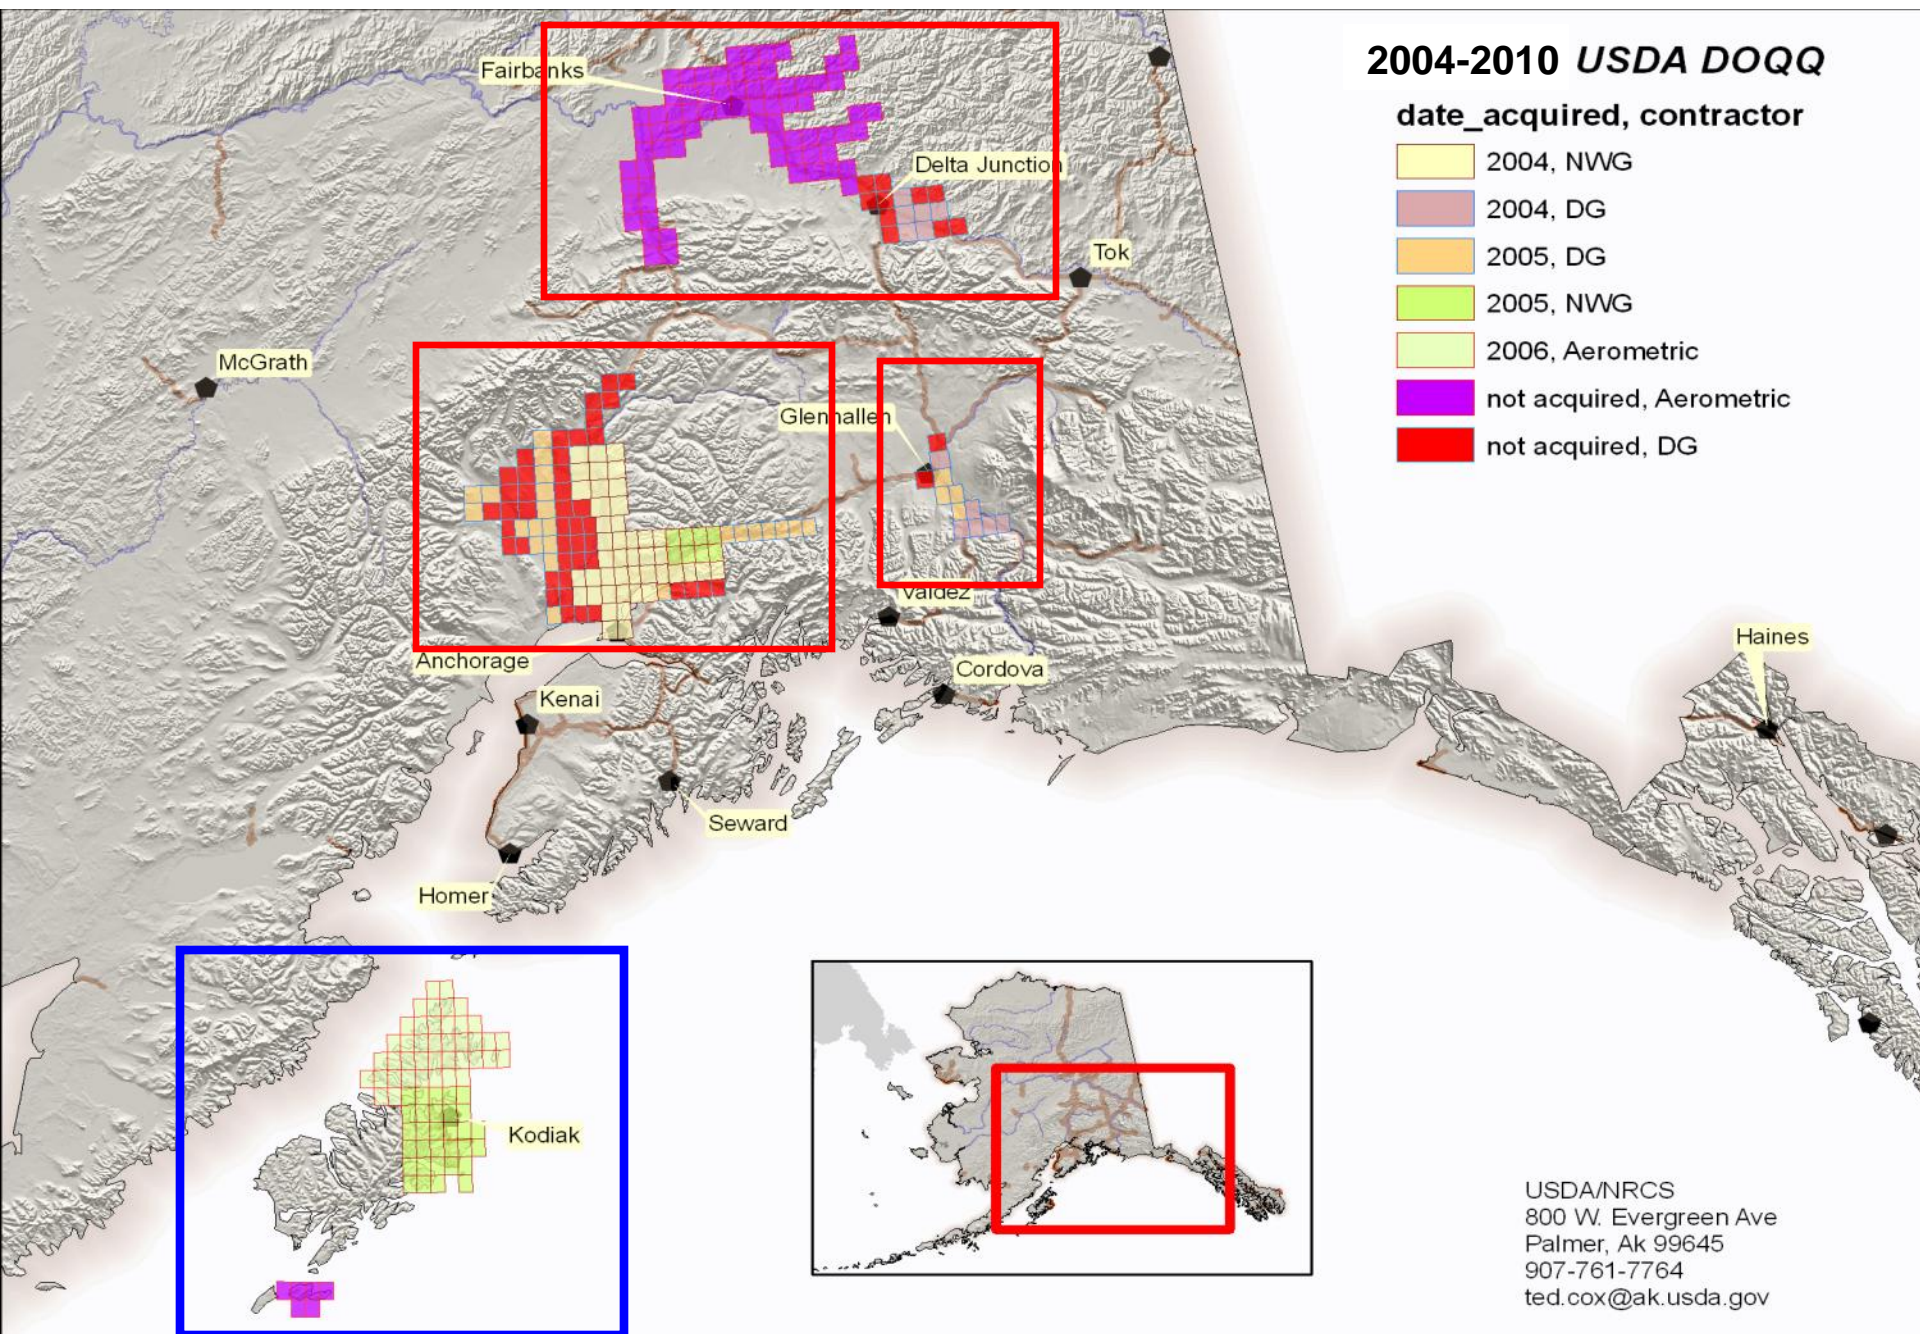 2004-2010 USDA DOQQ
date_acquired, contractor
2004, NWG
2004, DG
2005, DG
2005, NWG
2006, Aerometric
not acquired, Aerometric
not acquired, DG
Fairbanks
Delta Junction
Tok
McGrath
Glennallen
Valdez
Anchorage
Cordova
Haines
Kenai
Seward
Homer
Kodiak
USDA/NRCS
800 W. Evergreen Ave
Palmer, Ak 99645
907-761-7764
ted.cox@ak.usda.gov